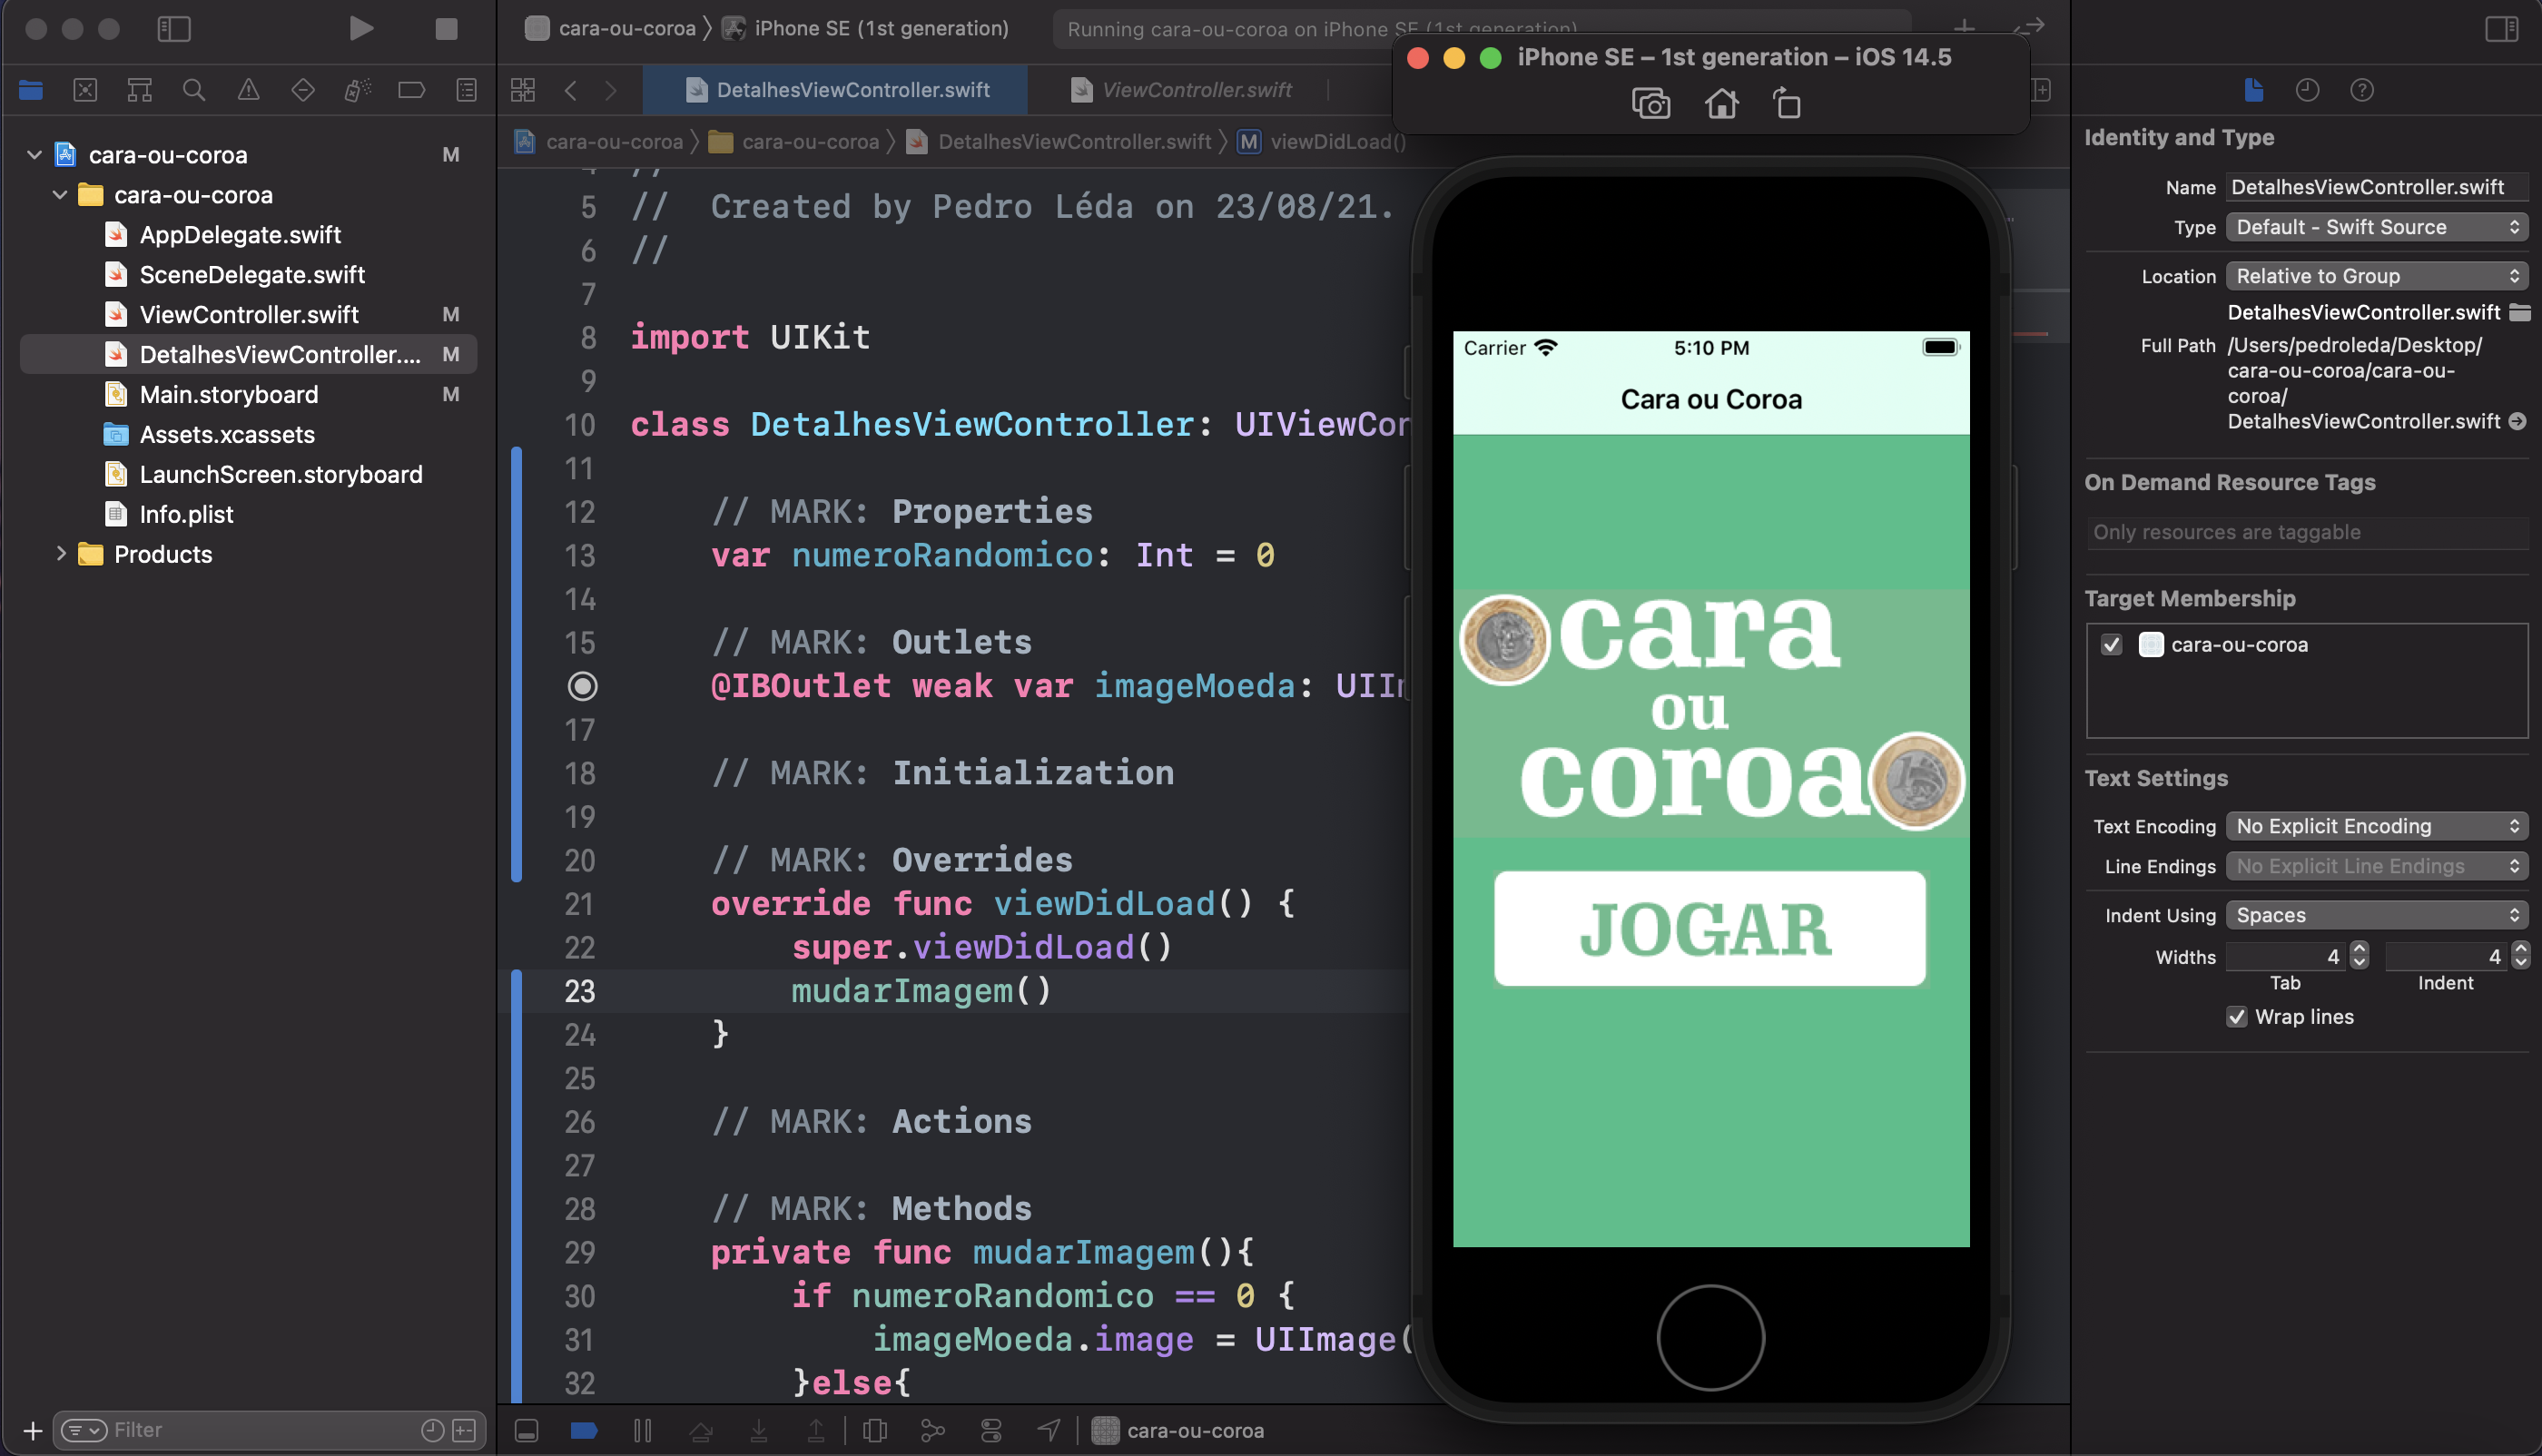 cara-ou-coroa 〉 iPhone SE (1st generation)
Running cara-ou-coroa on iPhone SE (1st generation)
iPhone SE – 1st generation – iOS 14.5
DetalhesViewController.swift
ViewController.swift
cara-ou-coroa 〉 cara-ou-coroa 〉 DetalhesViewController.swift 〉 M viewDidLoad()
cara-ou-coroa M
cara-ou-coroa
AppDelegate.swift
SceneDelegate.swift
ViewController.swift M
DetalhesViewController.... M
Main.storyboard M
Assets.xcassets
LaunchScreen.storyboard
Info.plist
Products
Filter
4 //
5 //  Created by Pedro Léda on 23/08/21.
6 //
7
8 import UIKit
9
10 class DetalhesViewController: UIViewCor
11
12 // MARK: Properties
13 var numeroRandomico: Int = 0
14
15 // MARK: Outlets
@IBOutlet weak var imageMoeda: UIIm
17
18 // MARK: Initialization
19
20 // MARK: Overrides
21 override func viewDidLoad() {
22 super.viewDidLoad()
23 mudarImagem()
24 }
25
26 // MARK: Actions
27
28 // MARK: Methods
29 private func mudarImagem(){
30 if numeroRandomico == 0 {
31 imageMoeda.image = UIImage(
32 }else{
cara-ou-coroa
Carrier 5:10 PM
Cara ou Coroa
cara
ou
coroa
JOGAR
Identity and Type
Name DetalhesViewController.swift
Type Default - Swift Source
Location Relative to Group
DetalhesViewController.swift
Full Path /Users/pedroleda/Desktop/
cara-ou-coroa/cara-ou-
coroa/
DetalhesViewController.swift
On Demand Resource Tags
Only resources are taggable
Target Membership
cara-ou-coroa
Text Settings
Text Encoding No Explicit Encoding
Line Endings No Explicit Line Endings
Indent Using Spaces
Widths 4 4
Tab Indent
Wrap lines